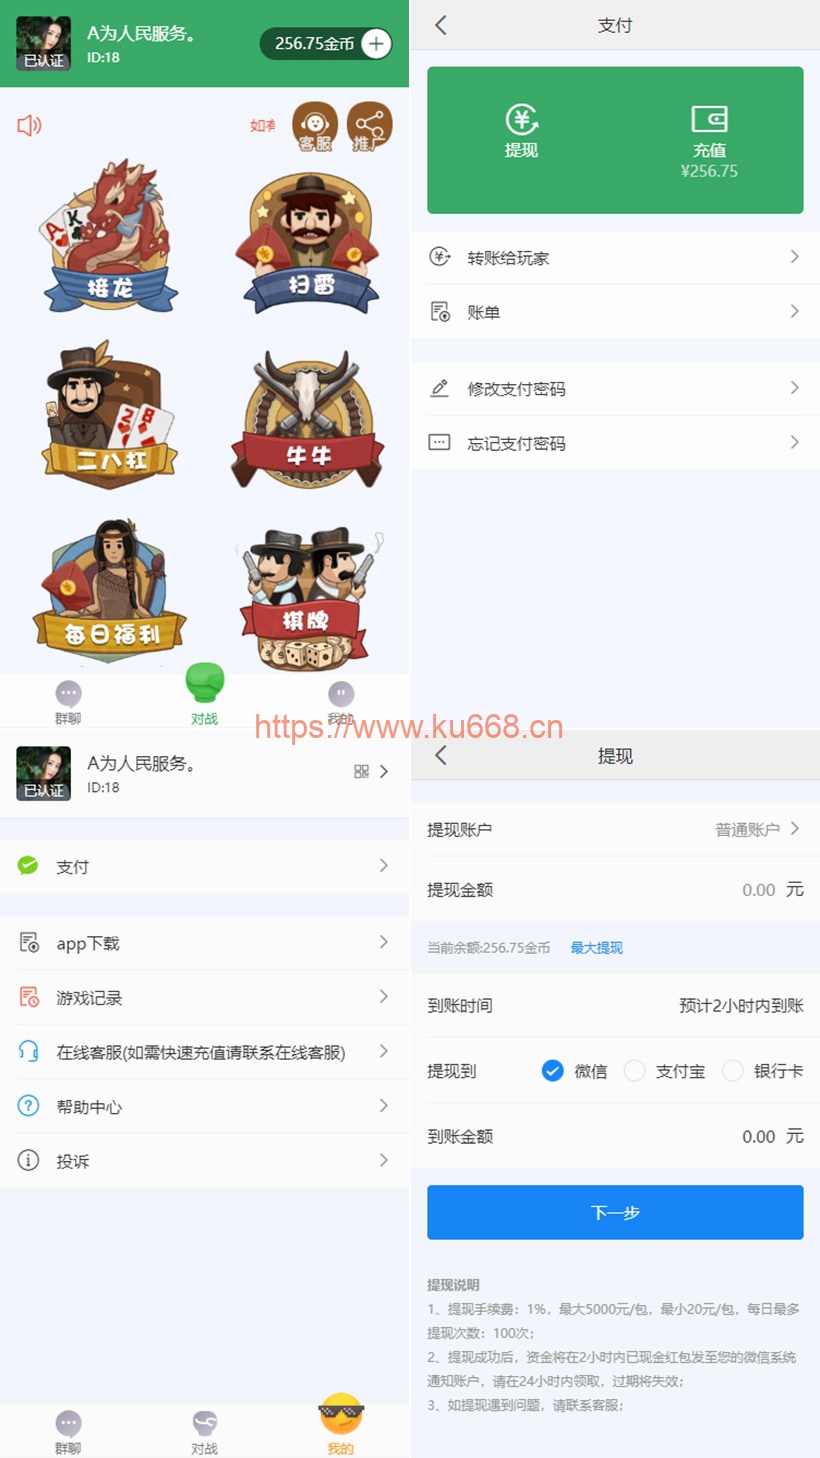 A为人民服务。
ID:18
已认证
256.75金币
如有
客服
推广
A
K
接龙
扫雷
2
8
二八杠
牛牛
每日福利
棋牌
群聊
对战
我的
支付
提现
充值
¥256.75
转账给玩家
账单
修改支付密码
忘记支付密码
https://www.ku668.cn
A为人民服务。
ID:18
已认证
支付
app下载
游戏记录
在线客服(如需快速充值请联系在线客服)
帮助中心
投诉
群聊
对战
我的
提现
提现账户 普通账户
提现金额 0.00 元
当前余额:256.75金币 最大提现
到账时间 预计2小时内到账
提现到 微信 支付宝 银行卡
到账金额 0.00 元
下一步
提现说明
1、提现手续费：1%，最大5000元/包，最小20元/包，每日最多
提现次数：100次；
2、提现成功后，资金将在2小时内已现金红包发至您的微信系统
通知账户，请在24小时内领取，过期将失效；
3、如提现遇到问题，请联系客服；